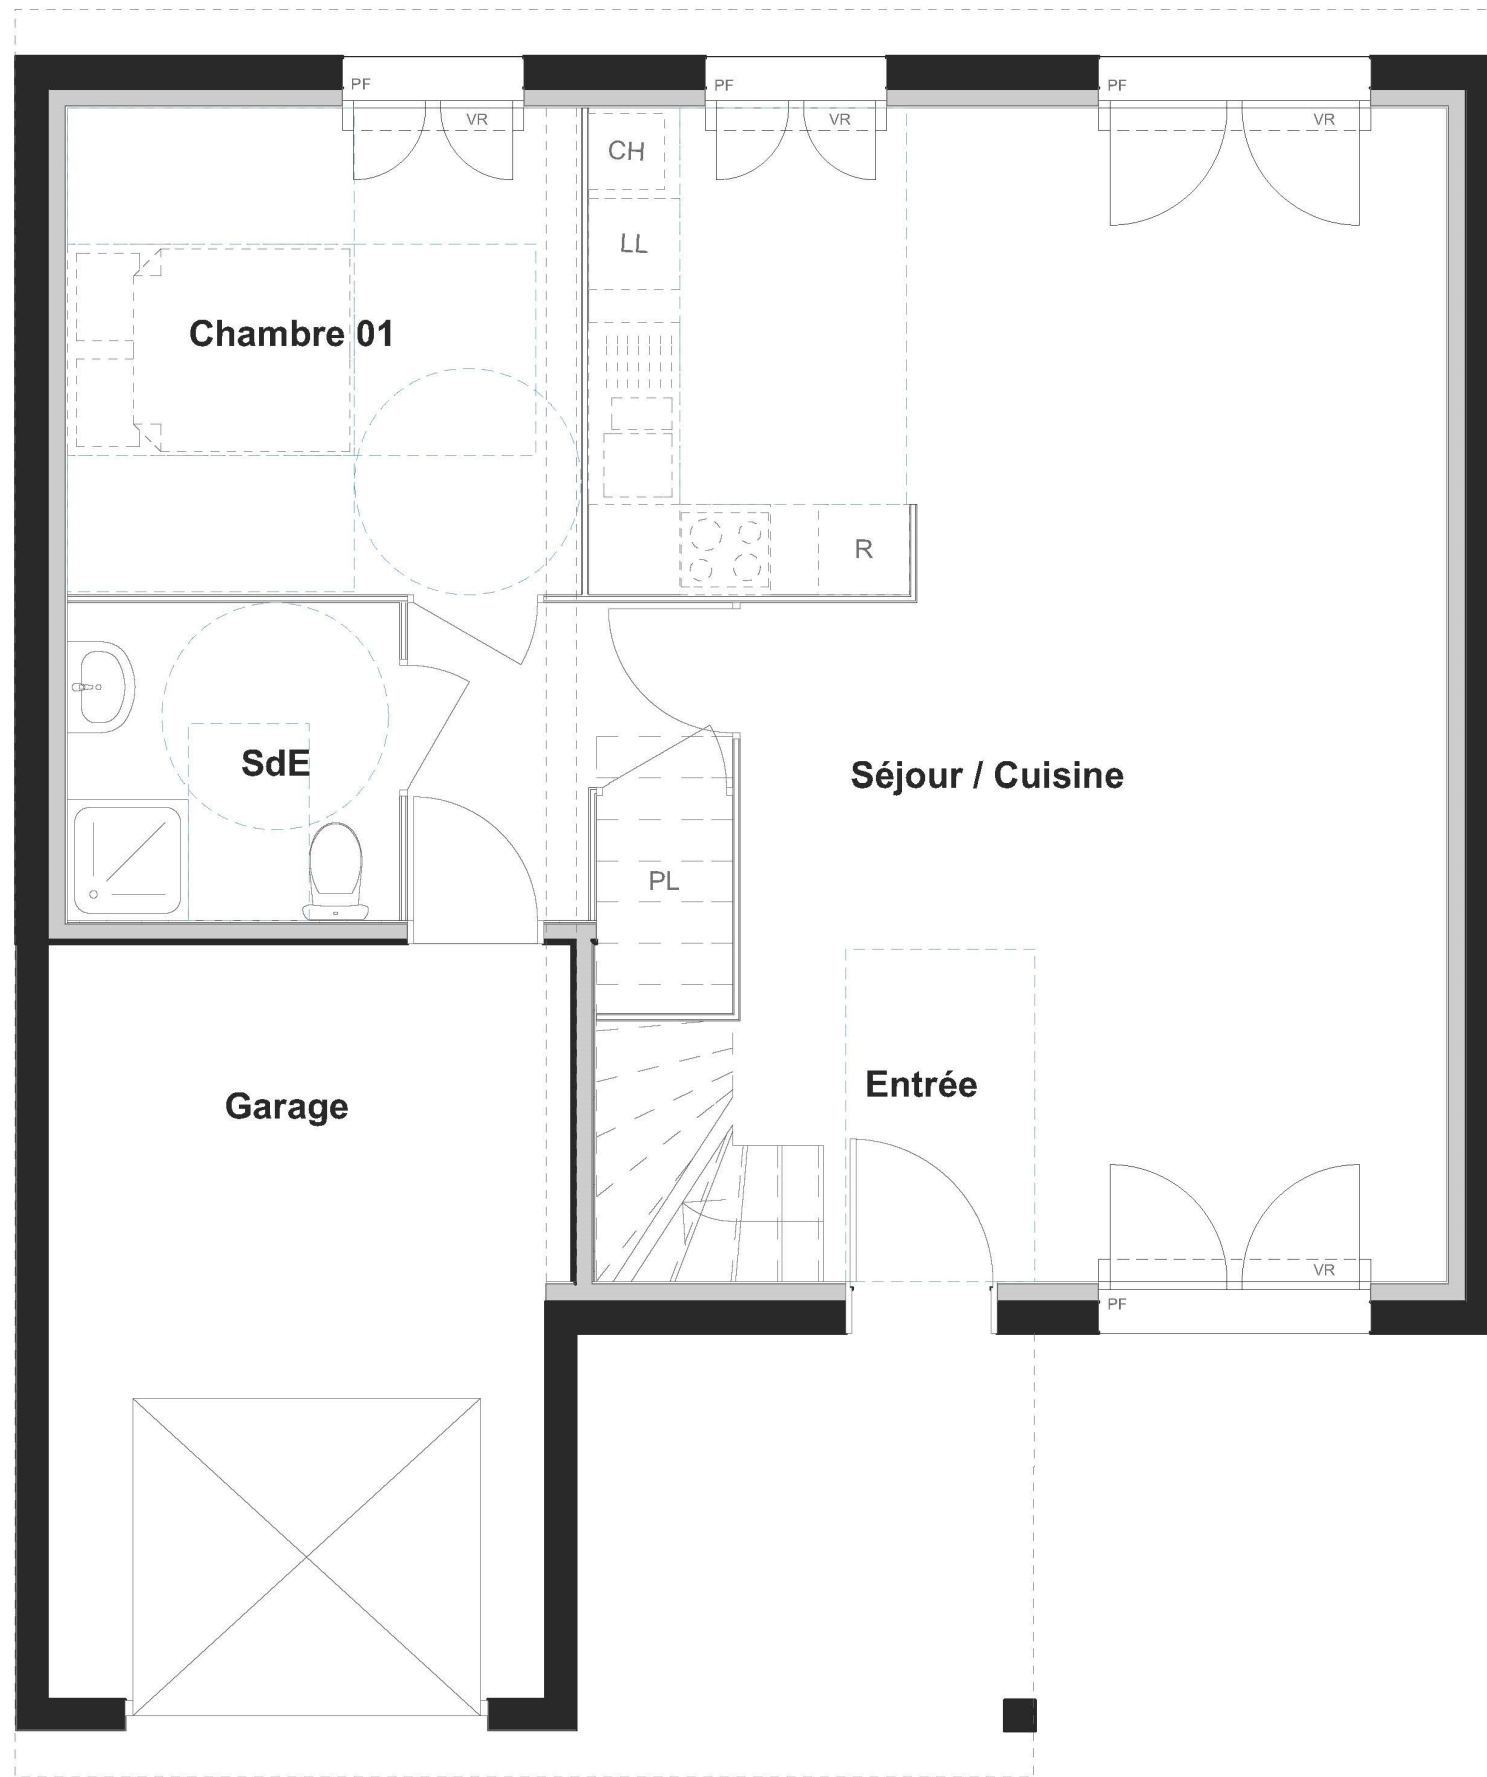 PF
PF
PF
VR
VR
VR
CH
LL
Chambre 01
R
SdE
Séjour / Cuisine
PL
Entrée
Garage
VR
PF